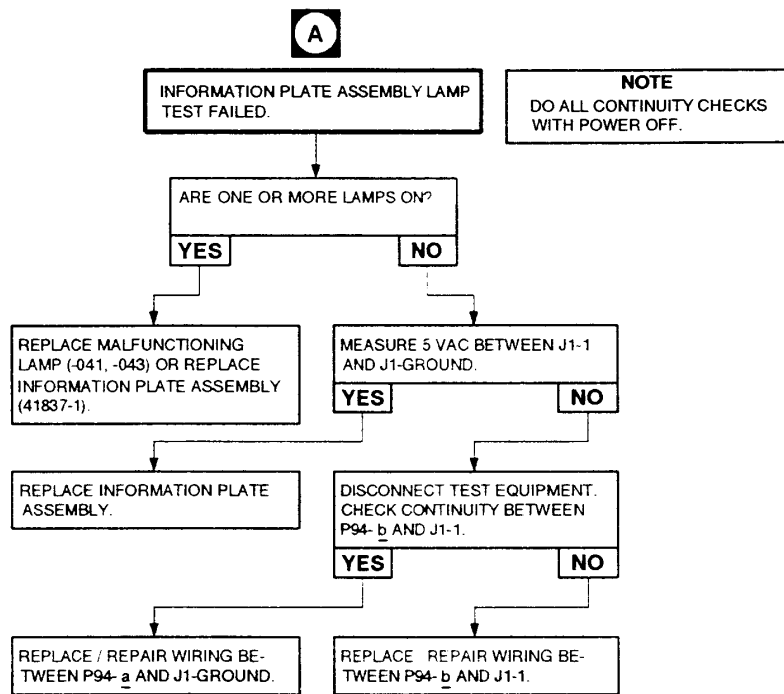 A
INFORMATION PLATE ASSEMBLY LAMP
TEST FAILED.
NOTE
DO ALL CONTINUITY CHECKS
WITH POWER OFF.
ARE ONE OR MORE LAMPS ON?
YES
NO
REPLACE MALFUNCTIONING
LAMP (-041, -043) OR REPLACE
INFORMATION PLATE ASSEMBLY
(41837-1).
MEASURE 5 VAC BETWEEN J1-1
AND J1-GROUND.
YES
NO
REPLACE INFORMATION PLATE
ASSEMBLY.
DISCONNECT TEST EQUIPMENT.
CHECK CONTINUITY BETWEEN
P94- b AND J1-1.
YES
NO
REPLACE / REPAIR WIRING BE-
TWEEN P94- a AND J1-GROUND.
REPLACE REPAIR WIRING BE-
TWEEN P94- b AND J1-1.